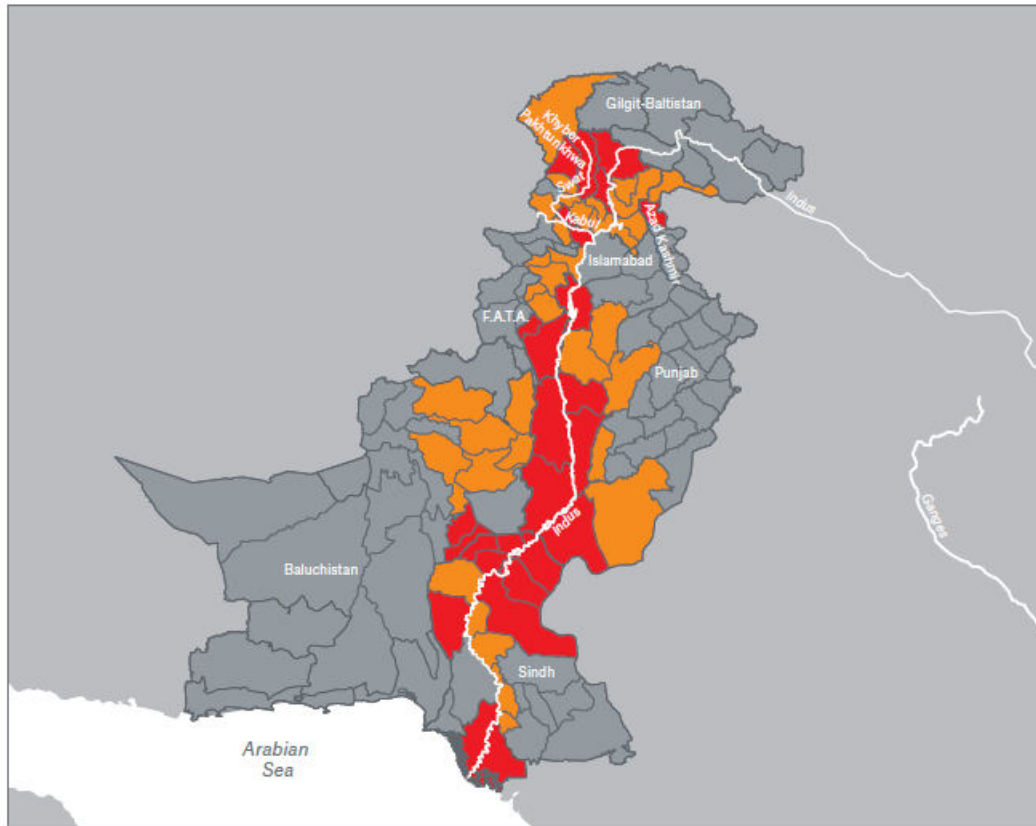 Gilgit-Baltistan
Khyber
Pakhtunkhwa
Swat
Indus
Kabul
Azad Kashmir
Islamabad
F.A.T.A.
Punjab
Ganges
Indus
Baluchistan
Sindh
Arabian
Sea